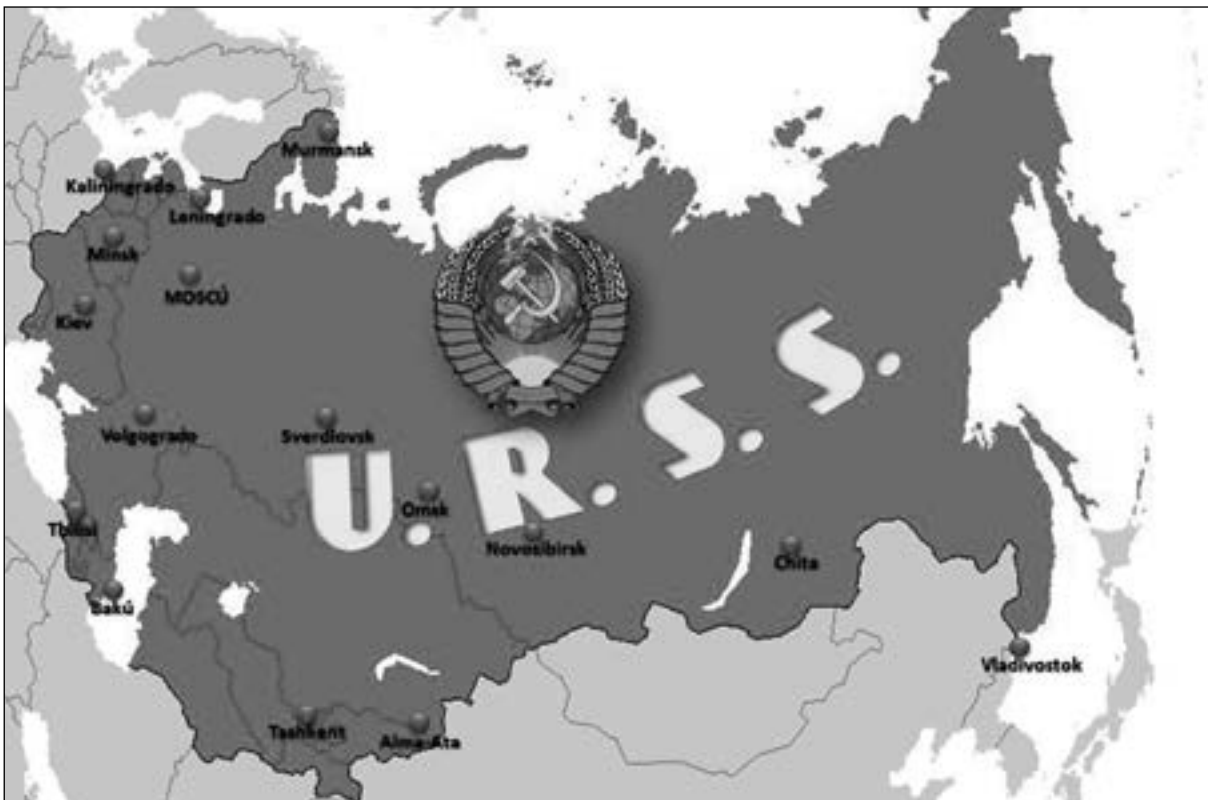 Murmansk
Kaliningrado
Leningrado
Minsk
MOSCÚ
Kiev
U.R.S.S.
Volgogrado
Sverdlovsk
Omsk
Tbilisi
Novosibirsk
Chita
Bakú
Vladivostok
Tashkent
Alma-Ata